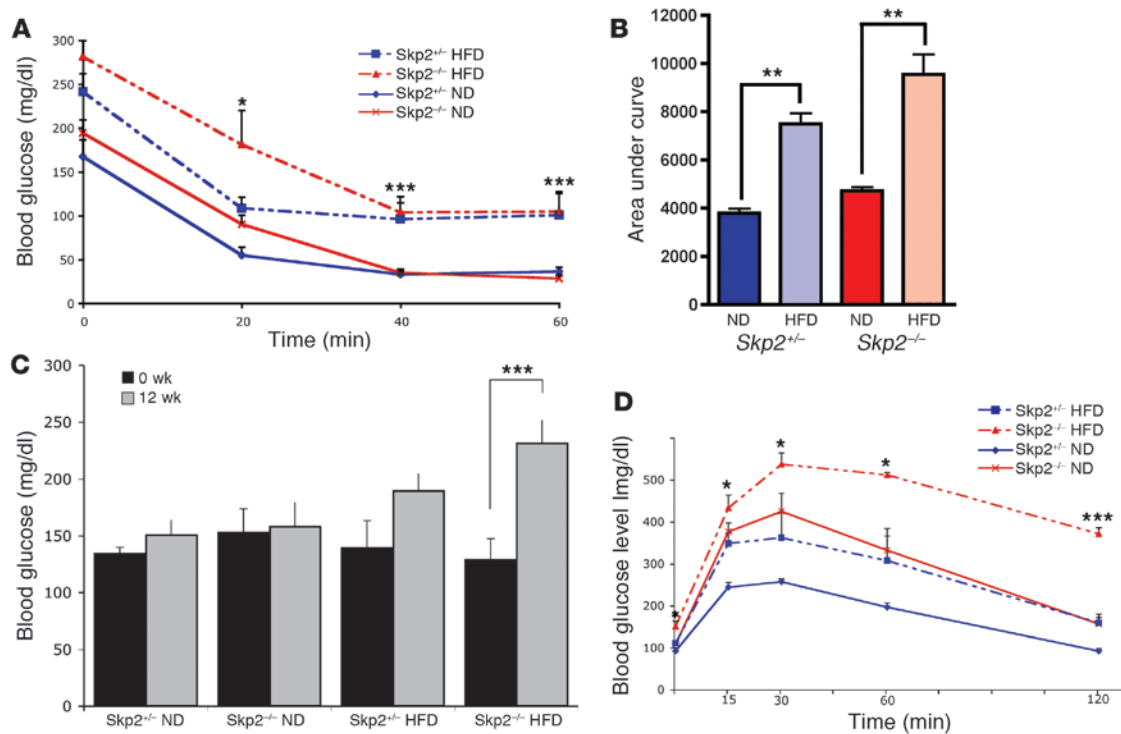 A
300
250
200
150
100
50
0
Blood glucose (mg/dl)
0 20 40 60
Time (min)
Skp2+/– HFD
Skp2–/– HFD
Skp2+/– ND
Skp2–/– ND
*
***
***
B
12000
10000
8000
6000
4000
2000
0
Area under curve
**
**
ND HFD ND HFD
Skp2+/– Skp2–/–
C
300
250
200
150
100
50
0
Blood glucose (mg/dl)
0 wk
12 wk
***
Skp2+/– ND Skp2–/– ND Skp2+/– HFD Skp2–/– HFD
D
Skp2+/– HFD
Skp2–/– HFD
Skp2+/– ND
Skp2–/– ND
500
400
300
200
100
0
Blood glucose level lmg/dl)
*
*
*
*
***
15 30 60 120
Time (min)